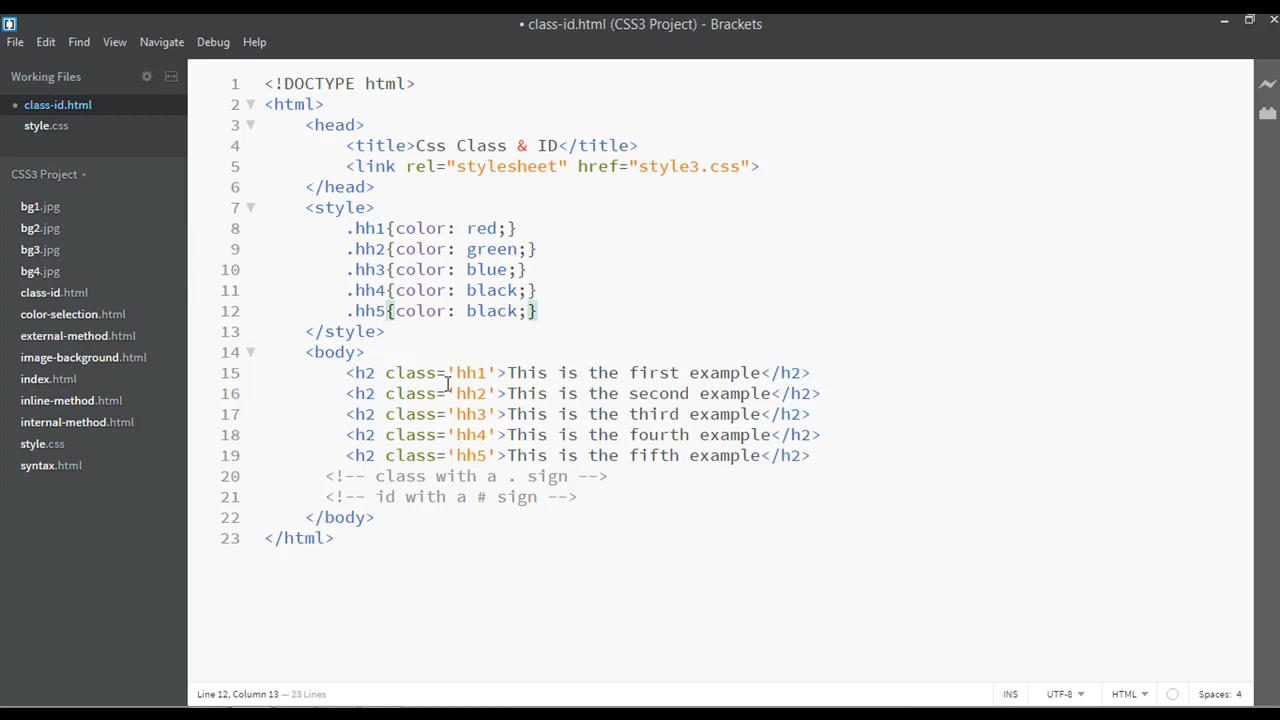 • class-id.html (CSS3 Project) - Brackets
File Edit Find View Navigate Debug Help
Working Files
• class-id.html
style.css
CSS3 Project
bg1.jpg
bg2.jpg
bg3.jpg
bg4.jpg
class-id.html
color-selection.html
external-method.html
image-background.html
index.html
inline-method.html
internal-method.html
style.css
syntax.html
1 <!DOCTYPE html>
2 <html>
3 <head>
4 <title>Css Class & ID</title>
5 <link rel="stylesheet" href="style3.css">
6 </head>
7 <style>
8 .hh1{color: red;}
9 .hh2{color: green;}
10 .hh3{color: blue;}
11 .hh4{color: black;}
12 .hh5{color: black;}
13 </style>
14 <body>
15 <h2 class='hh1'>This is the first example</h2>
16 <h2 class='hh2'>This is the second example</h2>
17 <h2 class='hh3'>This is the third example</h2>
18 <h2 class='hh4'>This is the fourth example</h2>
19 <h2 class='hh5'>This is the fifth example</h2>
20 <!-- class with a . sign -->
21 <!-- id with a # sign -->
22 </body>
23 </html>
Line 12, Column 13 — 23 Lines INS UTF-8 HTML Spaces: 4